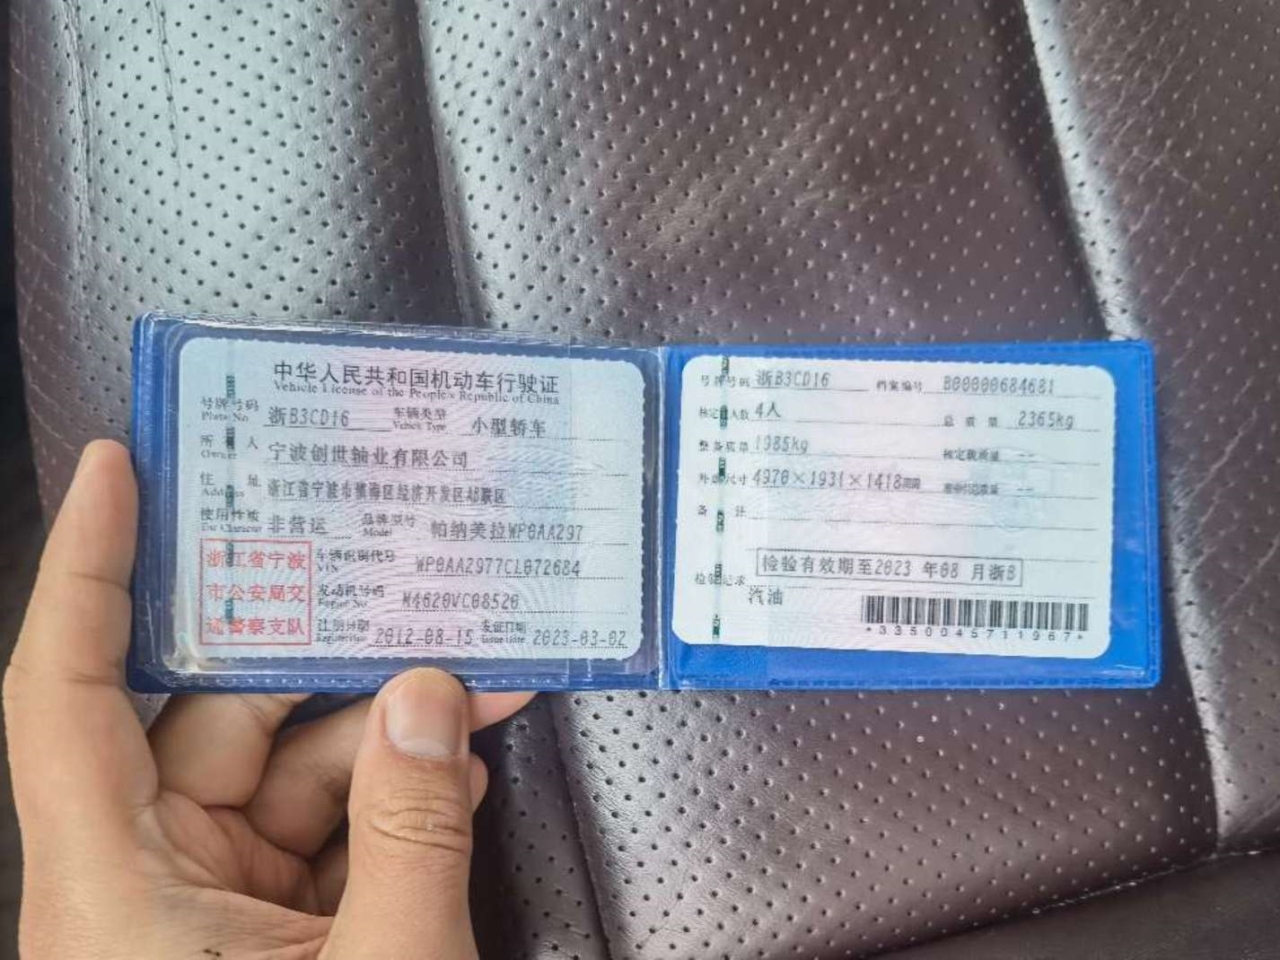 中华人民共和国机动车行驶证
Vehicle License of the People's Republic of China
号牌号码 浙B3CD16 车辆类型 小型轿车
Plate No. Vehicle Type
所有人 宁波创世轴业有限公司
Owner
住址 浙江省宁波市镇海区经济开发区
Address
使用性质 非营运 品牌型号 帕纳美拉WP0AA297
Use Character Model
浙江省宁波
市公安局交
通警察支队
车辆识别代号 WP0AA2977CL072684
VIN
发动机号码 M4620VC08520
Engine No.
注册日期 2012-08-15 发证日期 2023-03-02
Register Date Issue Date
号牌号码 浙B3CD16 档案编号 B00000684681
核定载人数 4人 总质量 2365kg
整备质量 1985kg 核定载质量 --
外廓尺寸 4970×1931×1418mm 准牵引总质量 --
备注
检验有效期至2023年08月浙B
检验记录
汽油
*3350045711967*